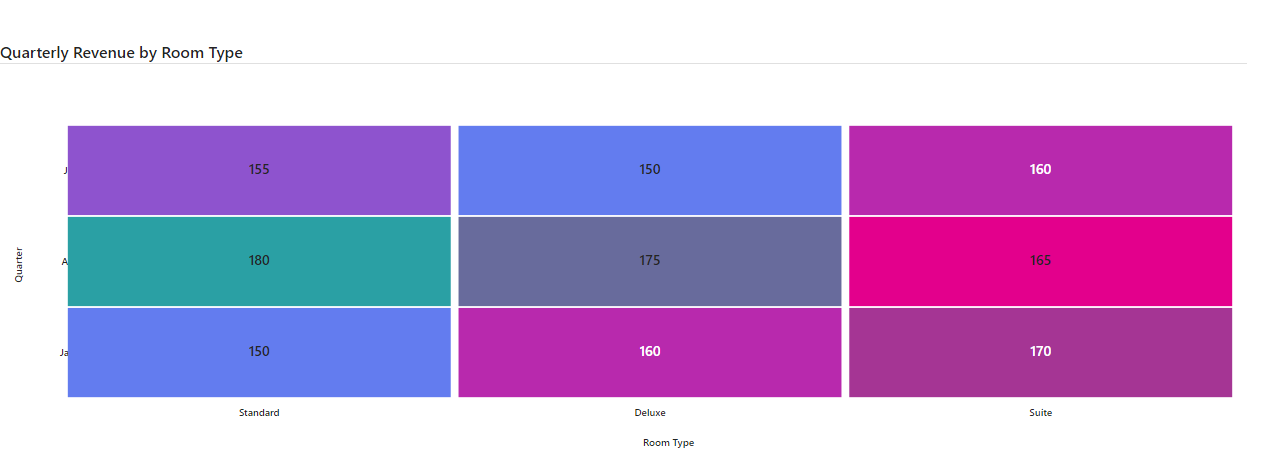 Quarterly Revenue by Room Type
155 150 160
180 175 165
150 160 170
Quarter
Standard Deluxe Suite
Room Type